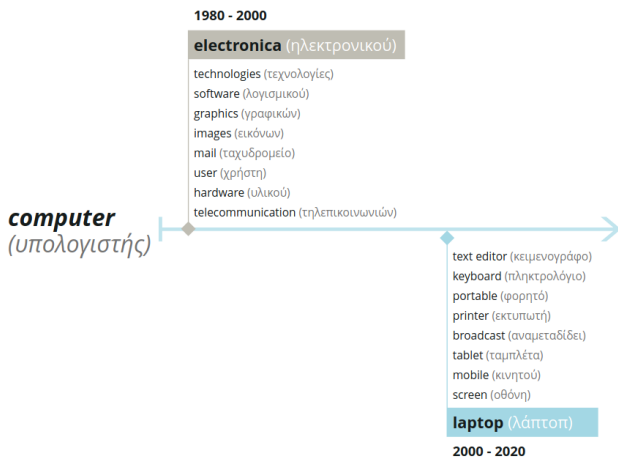 1980 - 2000
electronica (ηλεκτρονικού)
technologies (τεχνολογίες)
software (λογισμικού)
graphics (γραφικών)
images (εικόνων)
mail (ταχυδρομείο)
user (χρήστη)
hardware (υλικού)
telecommunication (τηλεπικοινωνιών)
computer
(υπολογιστής)
text editor (κειμενογράφο)
keyboard (πληκτρολόγιο)
portable (φορητό)
printer (εκτυπωτή)
broadcast (αναμεταδίδει)
tablet (ταμπλέτα)
mobile (κινητού)
screen (οθόνη)
laptop (λάπτοπ)
2000 - 2020